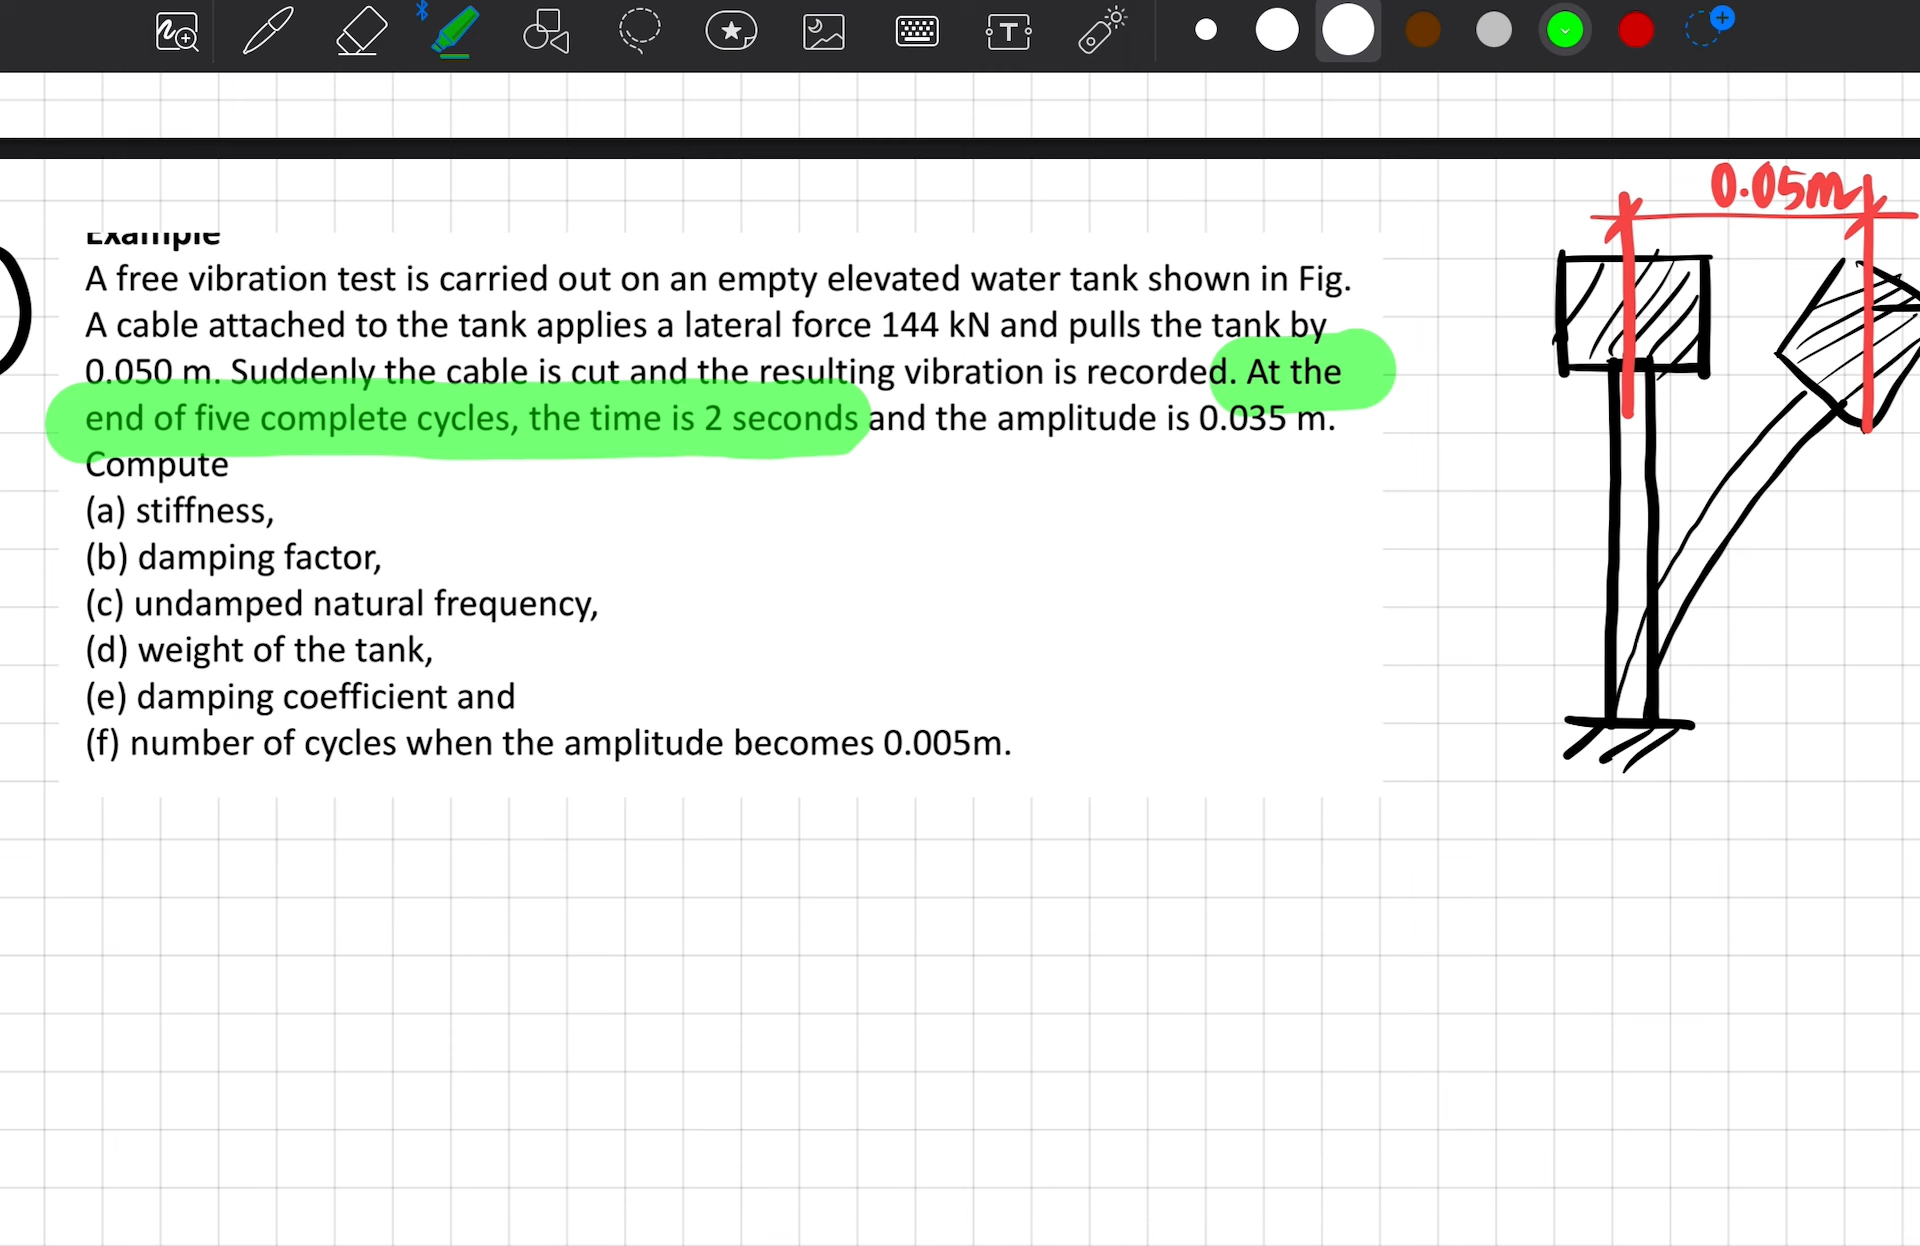 0.05m
Example
A free vibration test is carried out on an empty elevated water tank shown in Fig.
A cable attached to the tank applies a lateral force 144 kN and pulls the tank by
0.050 m. Suddenly the cable is cut and the resulting vibration is recorded. At the
end of five complete cycles, the time is 2 seconds and the amplitude is 0.035 m.
Compute
(a) stiffness,
(b) damping factor,
(c) undamped natural frequency,
(d) weight of the tank,
(e) damping coefficient and
(f) number of cycles when the amplitude becomes 0.005m.